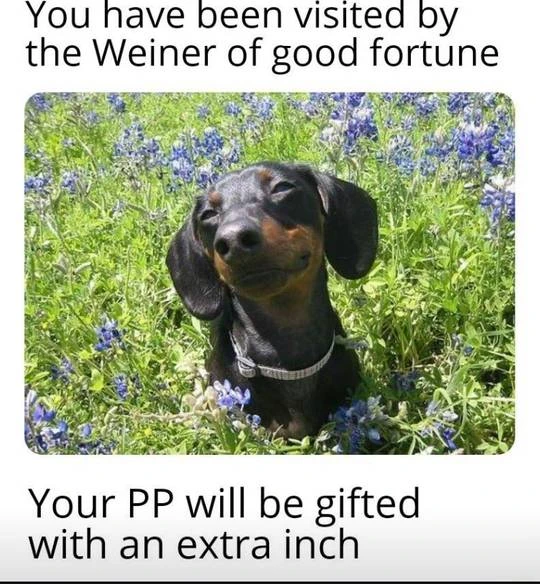 You have been visited by
the Weiner of good fortune
Your PP will be gifted
with an extra inch